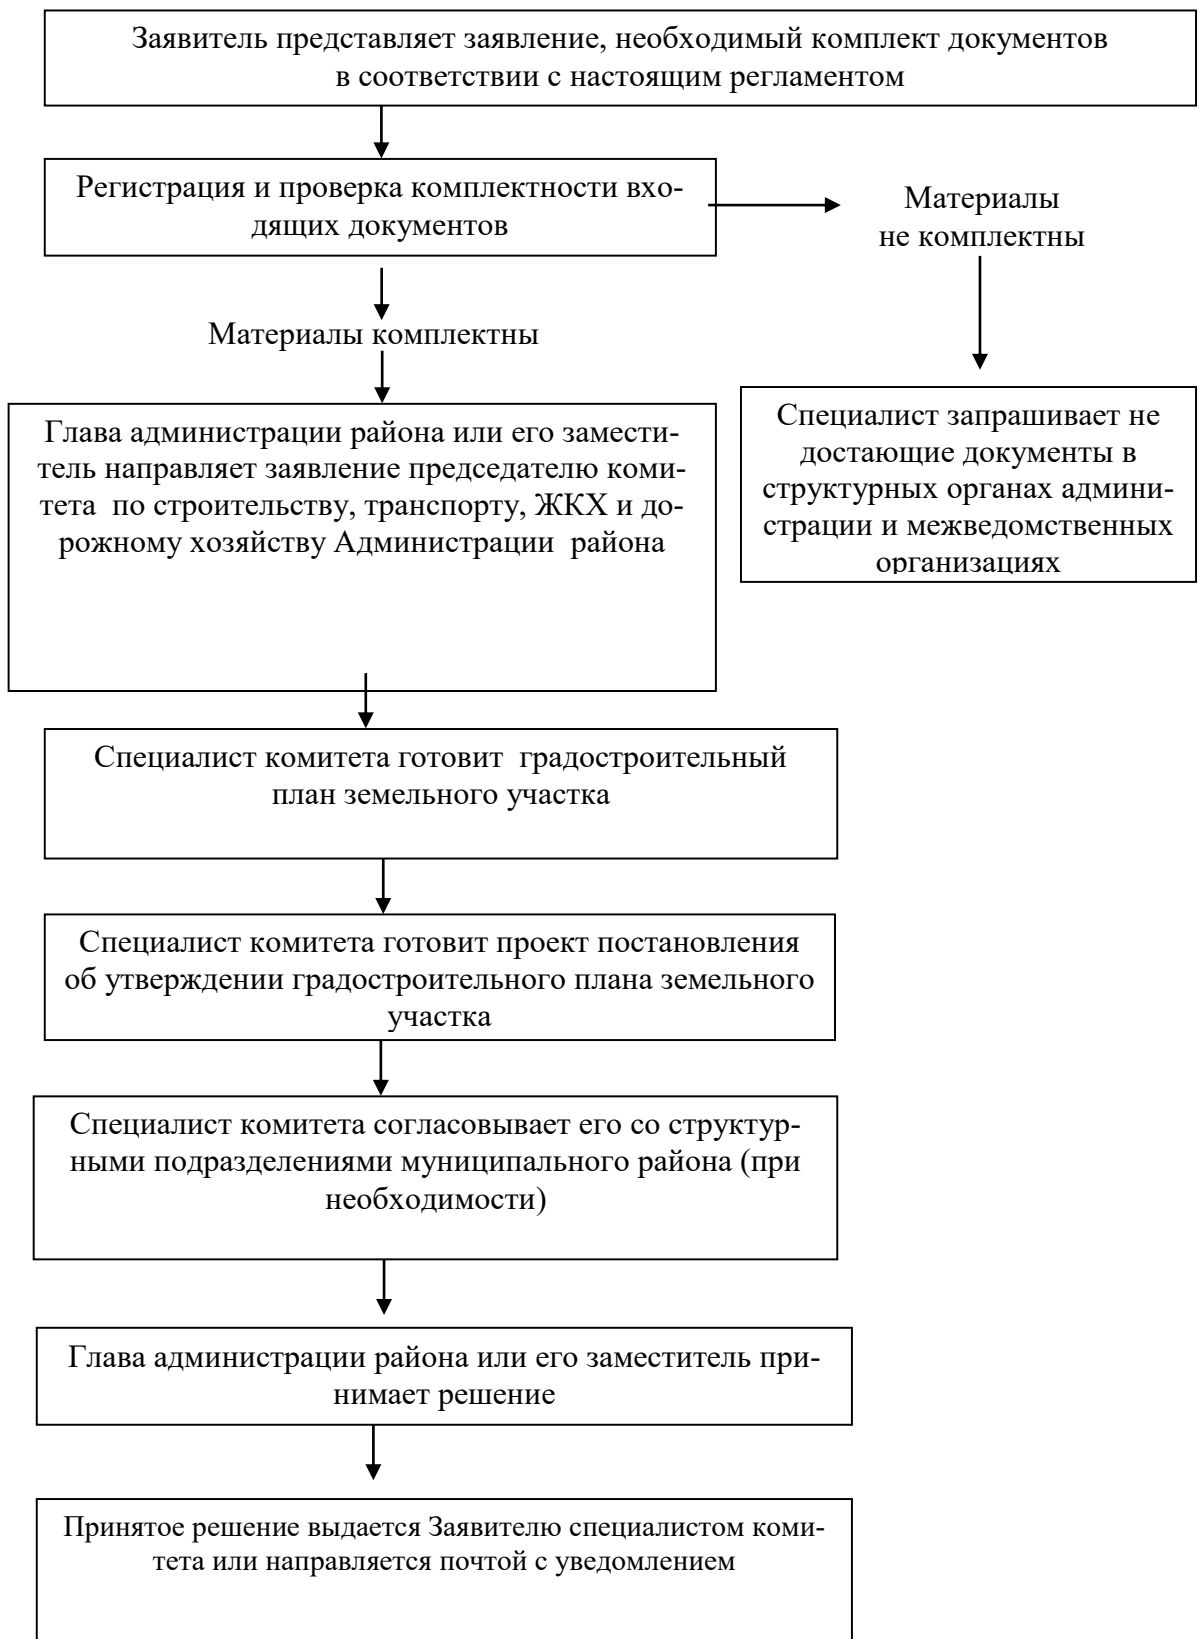 Заявитель представляет заявление, необходимый комплект документов
в соответствии с настоящим регламентом
Регистрация и проверка комплектности вхо-
дящих документов
Материалы
не комплектны
Материалы комплектны
Глава администрации района или его замести-
тель направляет заявление председателю коми-
тета по строительству, транспорту, ЖКХ и до-
рожному хозяйству Администрации района
Специалист запрашивает не
достающие документы в
структурных органах админи-
страции и межведомственных
организациях
Специалист комитета готовит градостроительный
план земельного участка
Специалист комитета готовит проект постановления
об утверждении градостроительного плана земельного
участка
Специалист комитета согласовывает его со структур-
ными подразделениями муниципального района (при
необходимости)
Глава администрации района или его заместитель при-
нимает решение
Принятое решение выдается Заявителю специалистом коми-
тета или направляется почтой с уведомлением